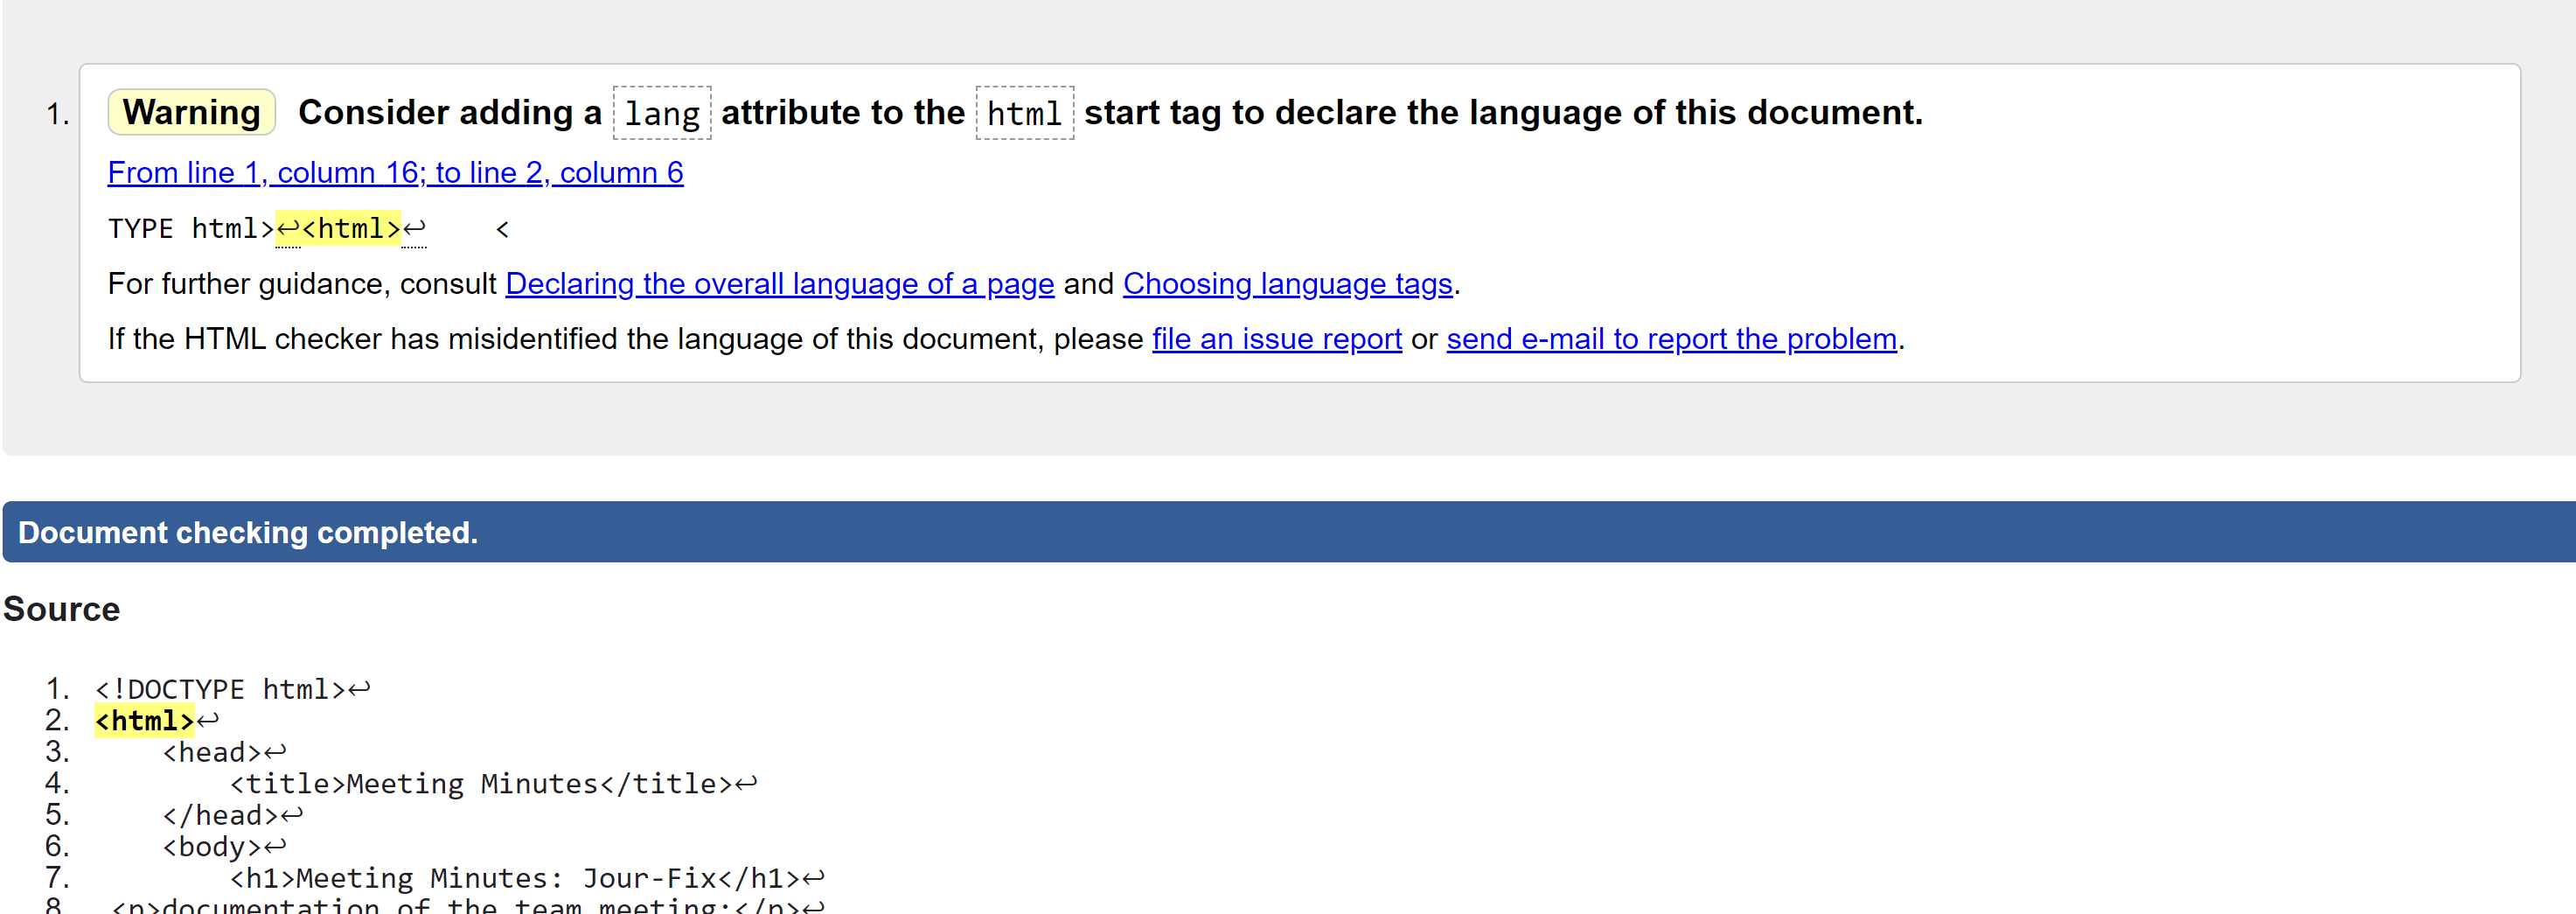 1. Warning Consider adding a lang attribute to the html start tag to declare the language of this document.
From line 1, column 16; to line 2, column 6
TYPE html>↩<html>↩    <
For further guidance, consult Declaring the overall language of a page and Choosing language tags.
If the HTML checker has misidentified the language of this document, please file an issue report or send e-mail to report the problem.
Document checking completed.
Source
1. <!DOCTYPE html>↩
2. <html>↩
3.     <head>↩
4.         <title>Meeting Minutes</title>↩
5.     </head>↩
6.     <body>↩
7.         <h1>Meeting Minutes: Jour-Fix</h1>↩
8.  <p>documentation of the team meeting:</p>↩